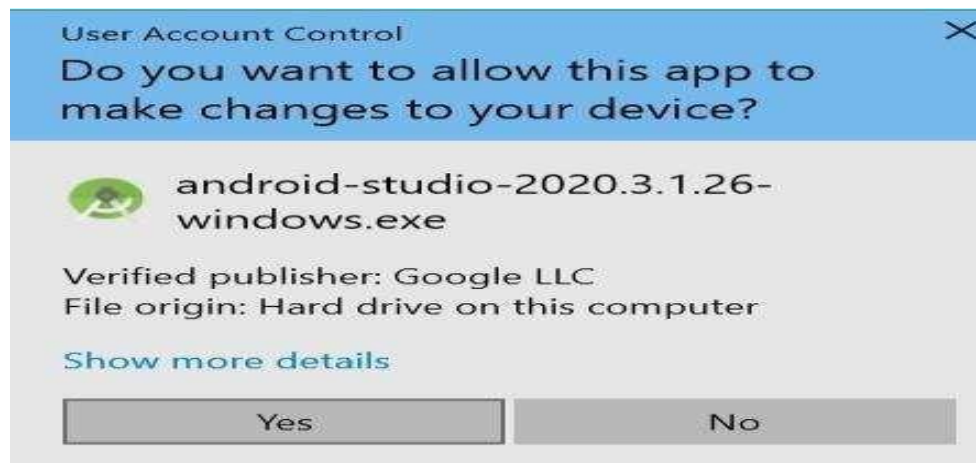 User Account Control
Do you want to allow this app to
make changes to your device?
android-studio-2020.3.1.26-
windows.exe
Verified publisher: Google LLC
File origin: Hard drive on this computer
Show more details
Yes
No